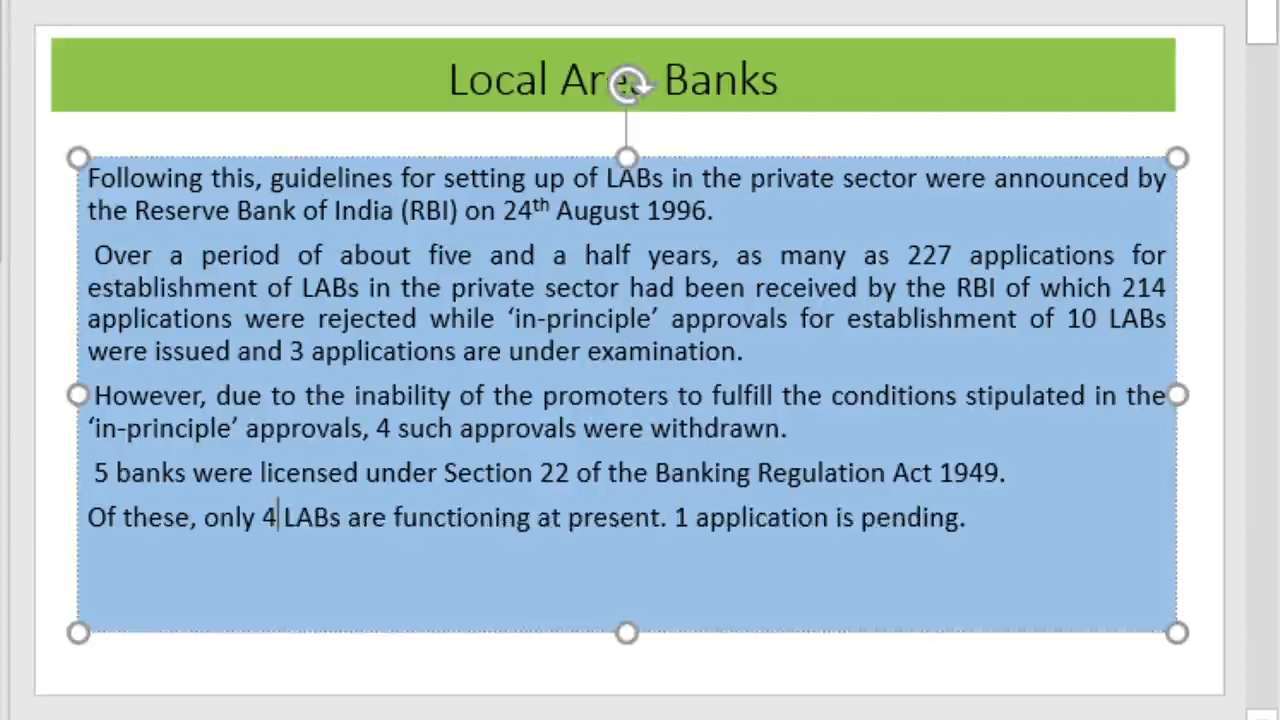 Local Area Banks
Following this, guidelines for setting up of LABs in the private sector were announced by
the Reserve Bank of India (RBI) on 24th August 1996.
Over a period of about five and a half years, as many as 227 applications for
establishment of LABs in the private sector had been received by the RBI of which 214
applications were rejected while ‘in-principle’ approvals for establishment of 10 LABs
were issued and 3 applications are under examination.
However, due to the inability of the promoters to fulfill the conditions stipulated in the
‘in-principle’ approvals, 4 such approvals were withdrawn.
5 banks were licensed under Section 22 of the Banking Regulation Act 1949.
Of these, only 4 LABs are functioning at present. 1 application is pending.